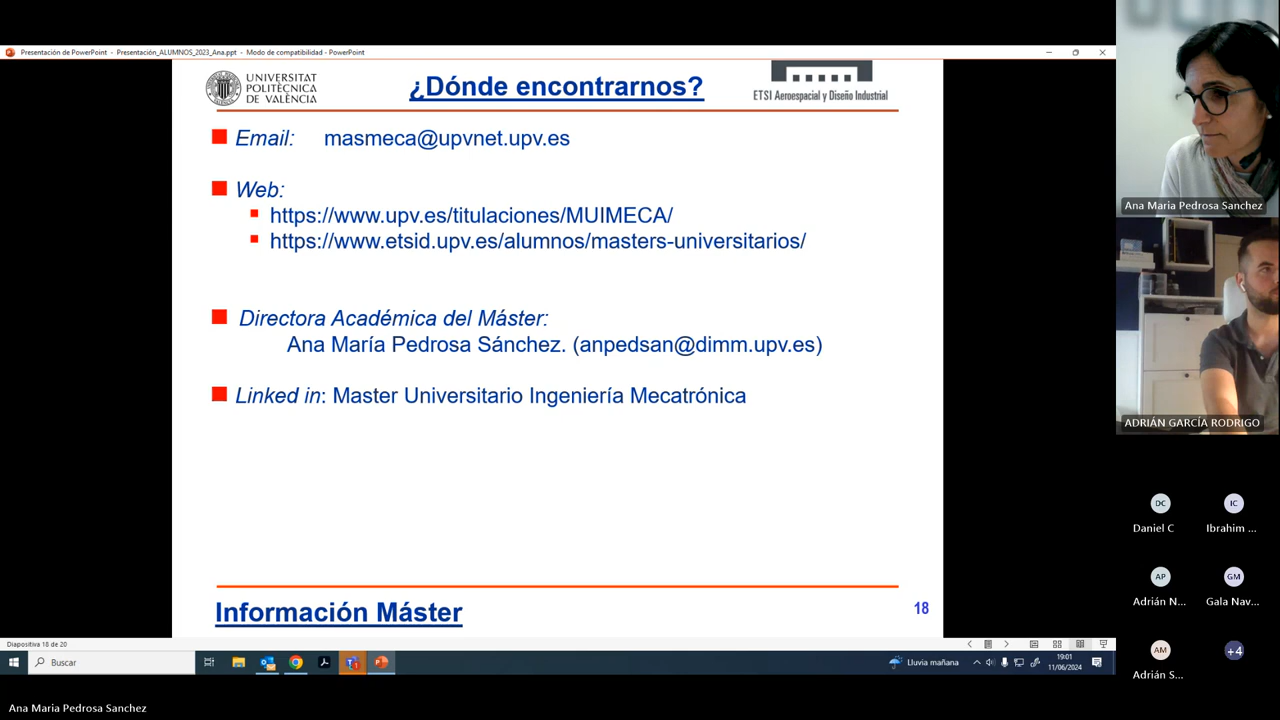 Presentación de PowerPoint - Presentación_ALUMNOS_2023_Ana.ppt - Modo de compatibilidad - PowerPoint
UNIVERSITAT
POLITÈCNICA
DE VALÈNCIA
¿Dónde encontrarnos?
ETSI Aeroespacial y Diseño Industrial
Email: masmeca@upvnet.upv.es
Web:
https://www.upv.es/titulaciones/MUIMECA/
https://www.etsid.upv.es/alumnos/masters-universitarios/
Directora Académica del Máster:
Ana María Pedrosa Sánchez. (anpedsan@dimm.upv.es)
Linked in: Master Universitario Ingeniería Mecatrónica
Información Máster
18
Diapositiva 18 de 20
Buscar
Lluvia mañana
19:01
11/06/2024
Ana Maria Pedrosa Sanchez
Ana Maria Pedrosa Sanchez
ADRIÁN GARCÍA RODRIGO
DC
IC
Daniel C
Ibrahim ...
AP
GM
Adrián N...
Gala Nav...
AM
+4
Adrián S...